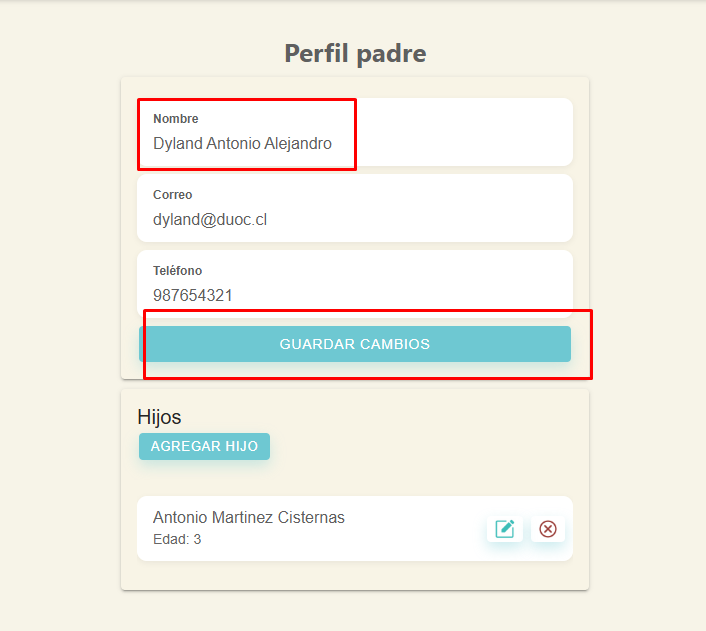 Perfil padre
Nombre
Dyland Antonio Alejandro
Correo
dyland@duoc.cl
Teléfono
987654321
GUARDAR CAMBIOS
Hijos
AGREGAR HIJO
Antonio Martinez Cisternas
Edad: 3